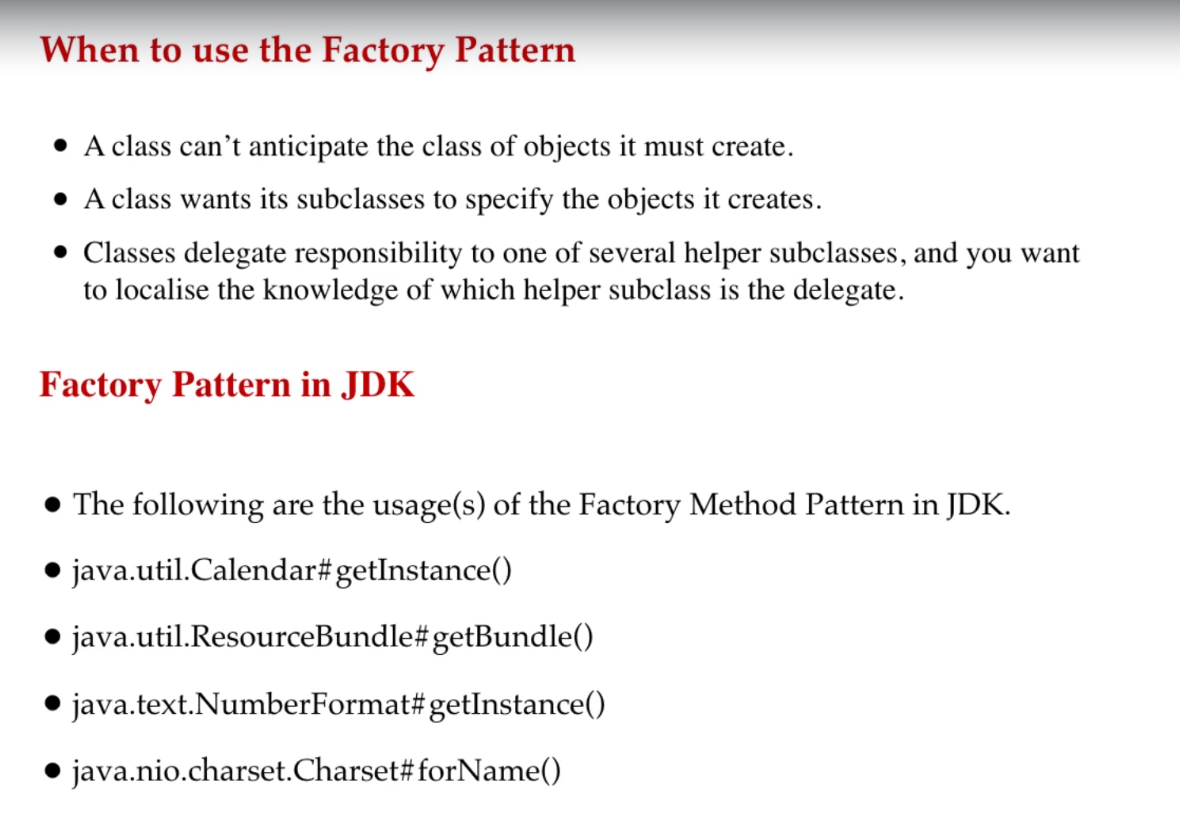 When to use the Factory Pattern
● A class can't anticipate the class of objects it must create.
● A class wants its subclasses to specify the objects it creates.
● Classes delegate responsibility to one of several helper subclasses, and you want
to localise the knowledge of which helper subclass is the delegate.
Factory Pattern in JDK
● The following are the usage(s) of the Factory Method Pattern in JDK.
● java.util.Calendar#getInstance()
● java.util.ResourceBundle#getBundle()
● java.text.NumberFormat#getInstance()
● java.nio.charset.Charset#forName()